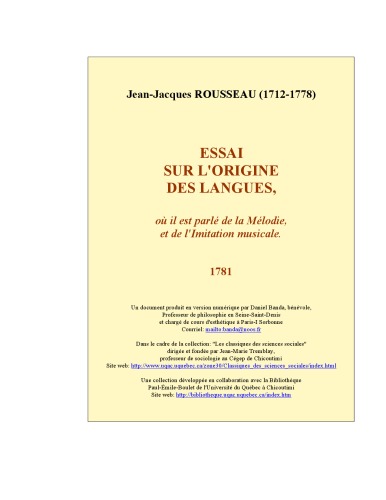 Jean-Jacques ROUSSEAU (1712-1778)
ESSAI
SUR L'ORIGINE
DES LANGUES,
où il est parlé de la Mélodie,
et de l'Imitation musicale.
1781
Un document produit en version numérique par Daniel Banda, bénévole,
Professeur de philosophie en Seine-Saint-Denis
et chargé de cours d'esthétique à Paris-I Sorbonne
Courriel: mailto:banda@noos.fr
Dans le cadre de la collection: "Les classiques des sciences sociales"
dirigée et fondée par Jean-Marie Tremblay,
professeur de sociologie au Cégep de Chicoutimi
Site web: http://www.uqac.uquebec.ca/zone30/Classiques_des_sciences_sociales/index.html
Une collection développée en collaboration avec la Bibliothèque
Paul-Émile-Boulet de l'Université du Québec à Chicoutimi
Site web: http://bibliotheque.uqac.uquebec.ca/index.htm